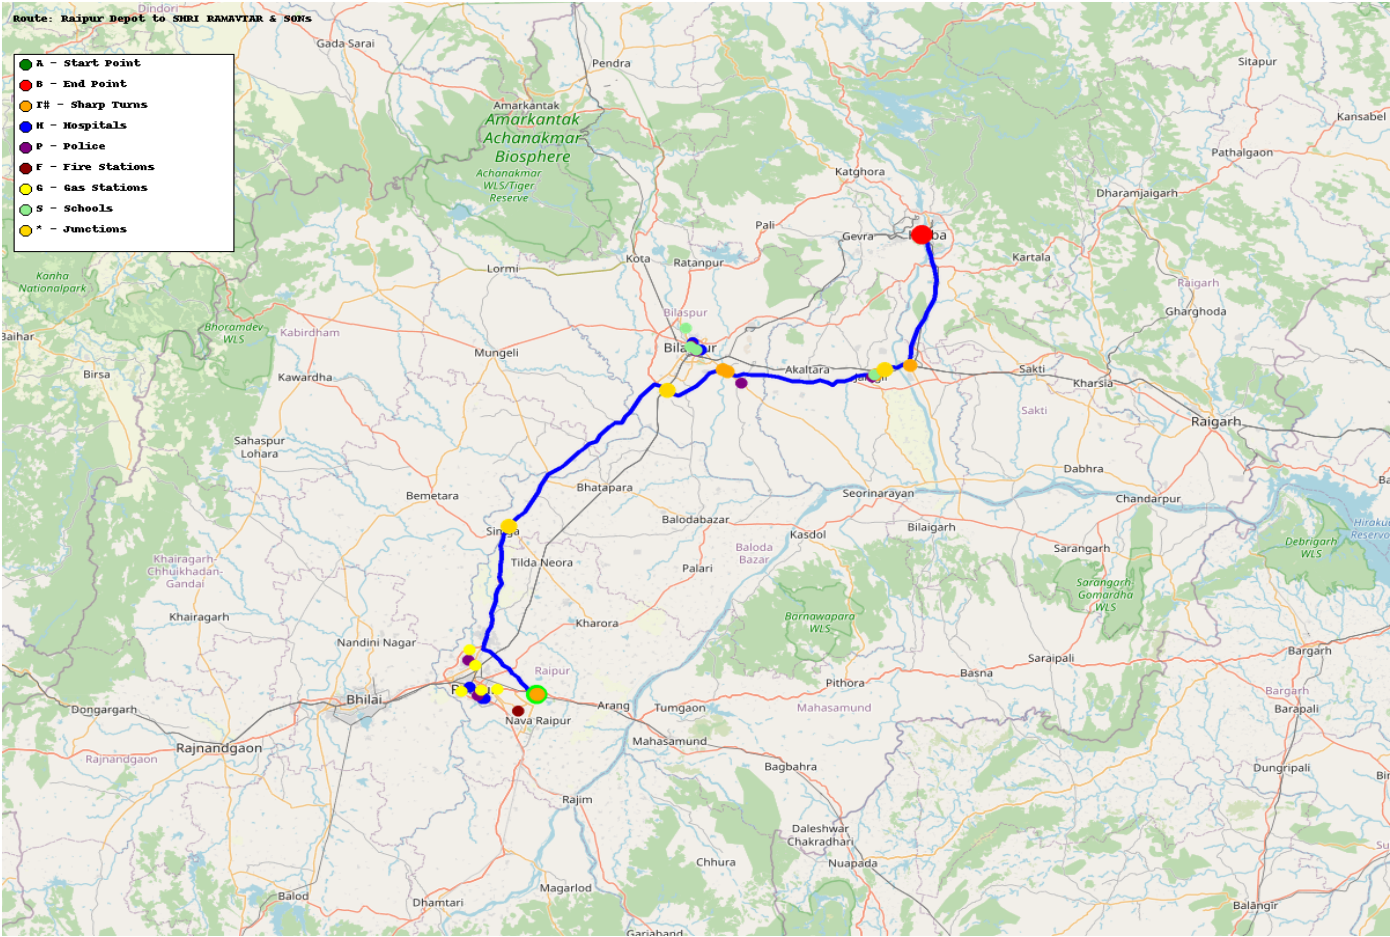 Dindori
Route: Raipur Depot to SHRI RAMAVTAR & SONs
Gada Sarai
A - Start Point
B - End Point
T# - Sharp Turns
H - Hospitals
P - Police
F - Fire Stations
G - Gas Stations
S - Schools
* - Junctions
Pendra
Sitapur
Amarkantak
Amarkantak
Achanakmar
Biosphere
Achanakmar
WLS/Tiger
Reserve
Kansabel
Pathalgaon
Katghora
Dharamjaigarh
Pali
Gevra
Kota
Ratanpur
Lormi
Kartala
Kanha
Nationalpark
Raigarh
Gharghoda
Bilaspur
Bhoramdev
WLS
Kabirdham
Baihar
Mungeli
Birsa
Kawardha
Akaltara
Sakti
Kharsia
Sakti
Raigarh
Sahaspur
Lohara
Bemetara
Bhatapara
Dabhra
Seorinarayan
Chandarpur
Balodabazar
Kasdol
Bilaigarh
Hirakud
Reservoir
Debrigarh
WLS
Baloda
Bazar
Sarangarh
Tilda Neora
Palari
Khairagarh-
Chhuikhadan-
Gandai
Sarangarh
Gomardha
WLS
Khairagarh
Kharora
Barnawapara
WLS
Nandini Nagar
Raipur
Bargarh
Saraipali
Basna
Pithora
Bargarh
Bhilai
Arang
Tumgaon
Mahasamund
Barapali
Dongargarh
Nava Raipur
Rajnandgaon
Mahasamund
Rajnandgaon
Bagbahra
Dungripali
Rajim
Daleshwar
Chakradhari
Chhura
Nuapada
Magarlod
Balod
Dhamtari
Balangir
Gariaband